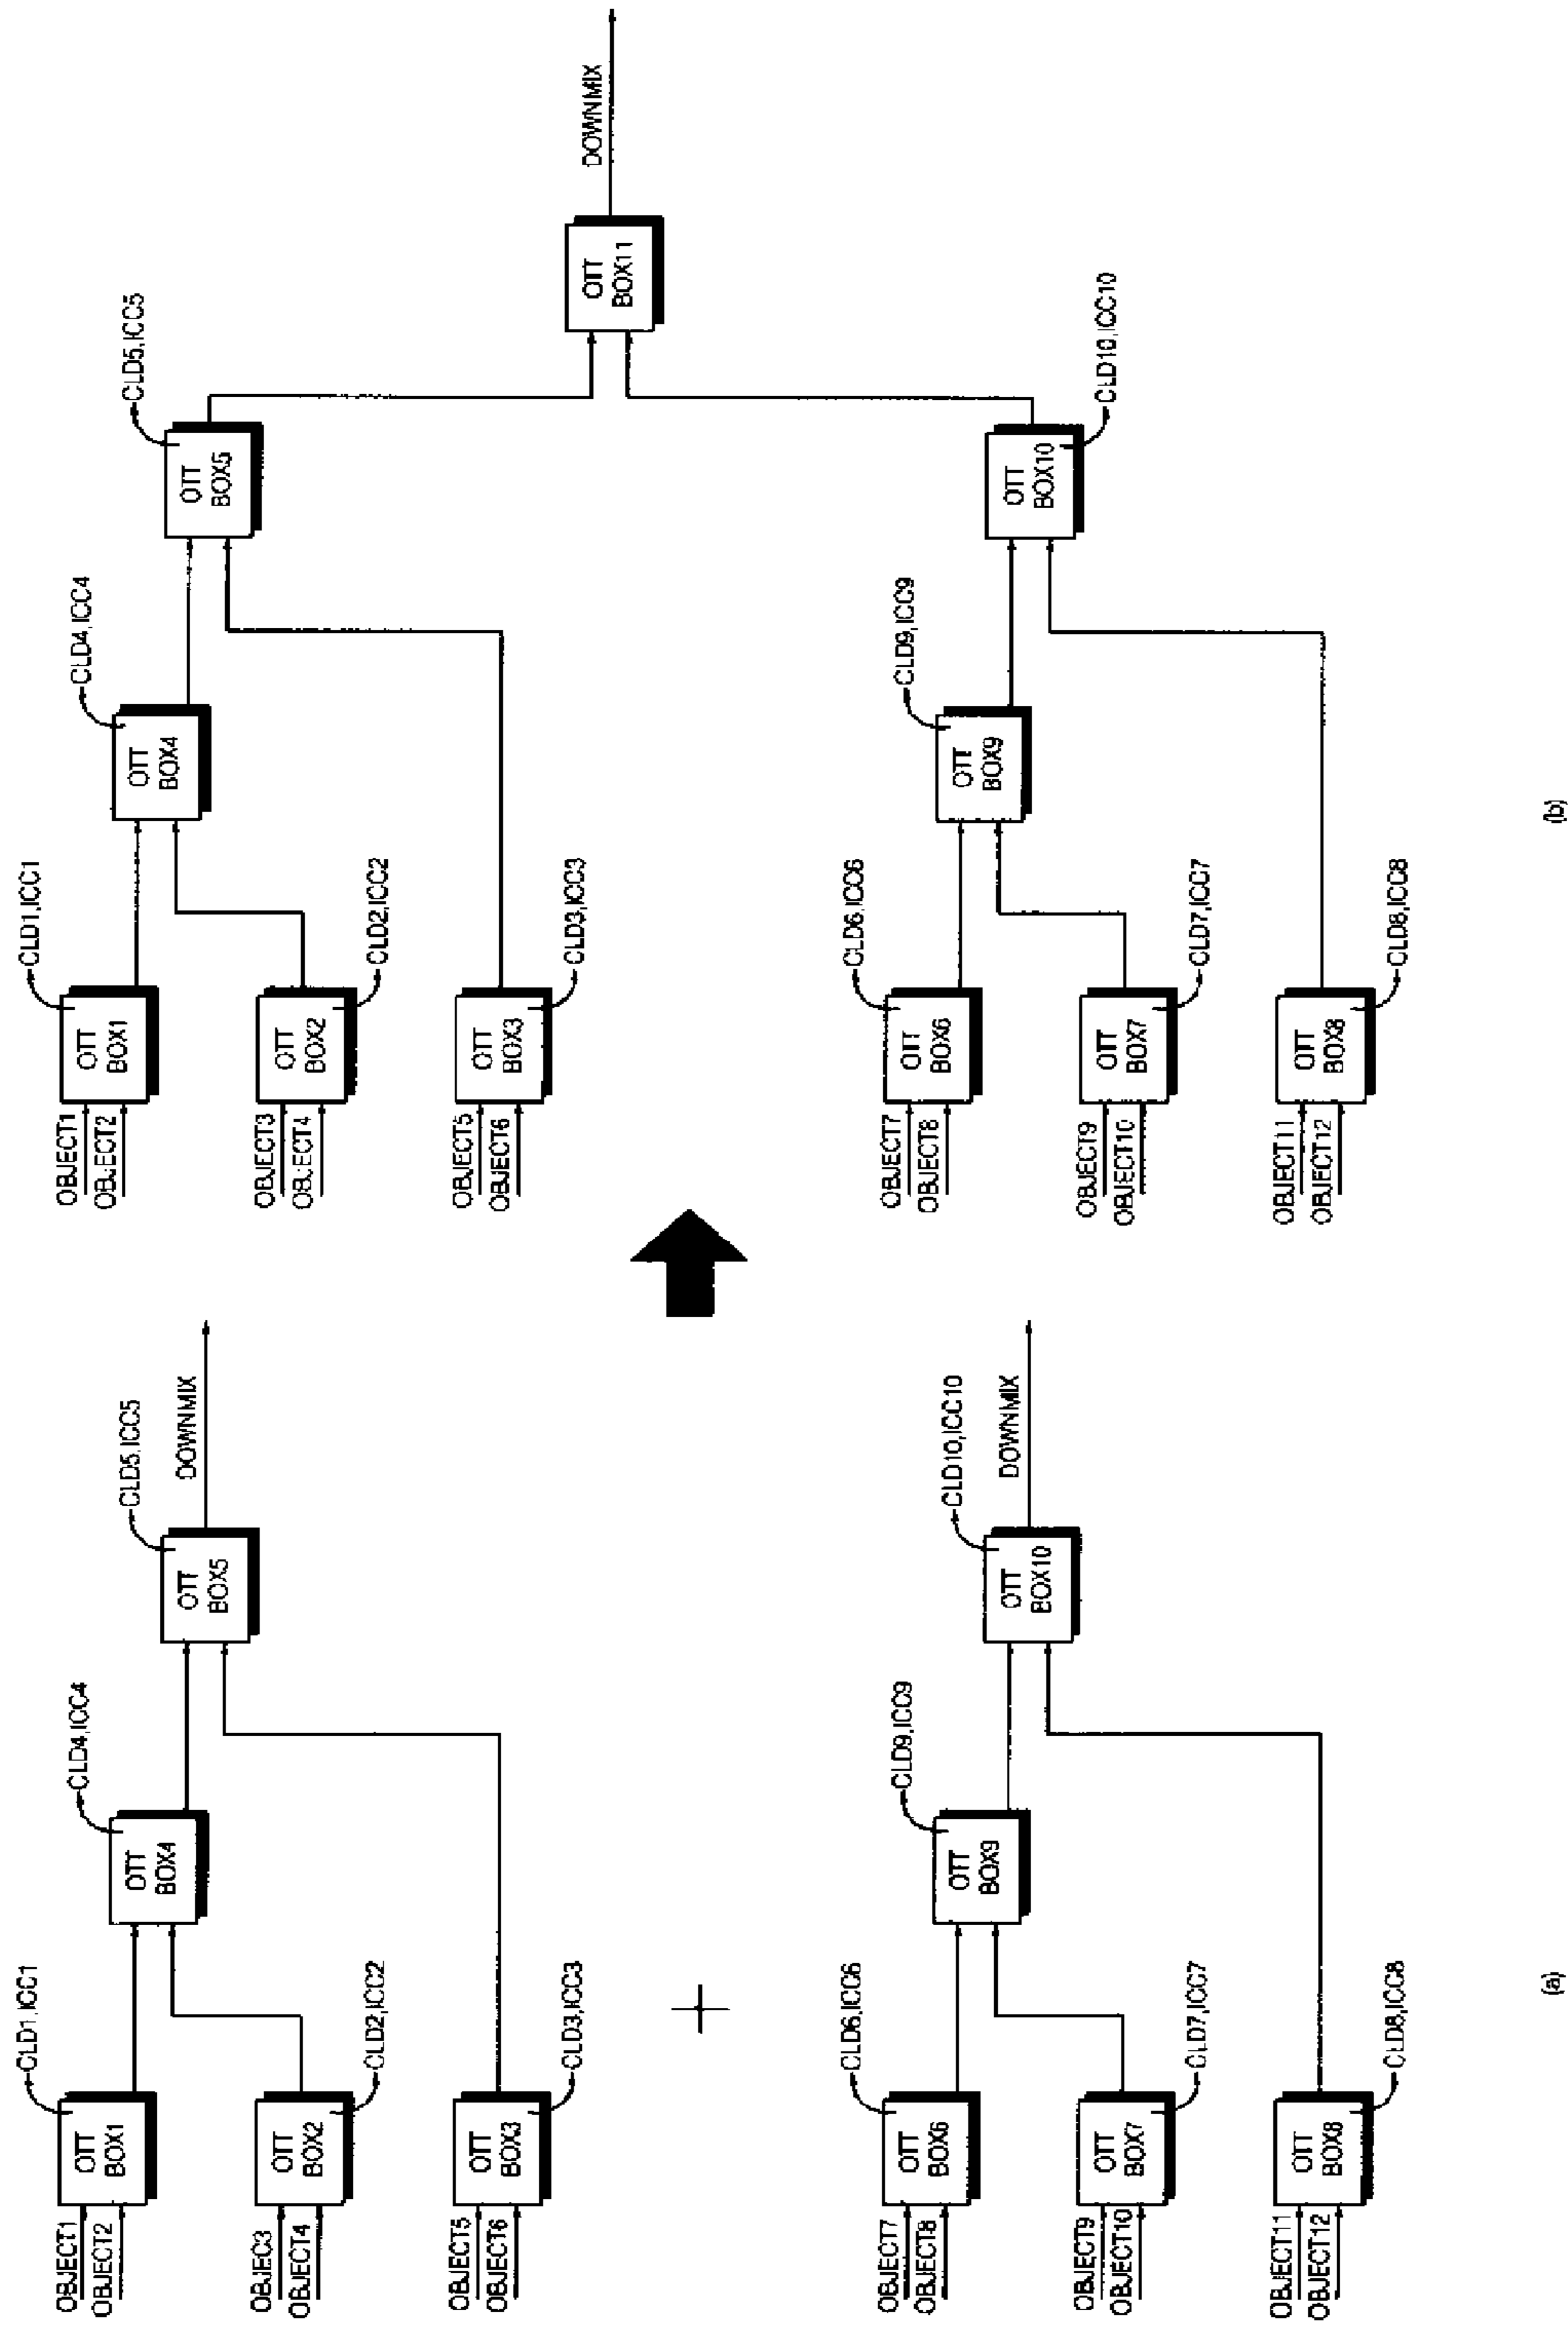 OBJECT1
OBJECT2
OTT
BOX1
CLD1,ICC1
OBJEC3
OBJECT4
OTT
BOX2
CLD2,ICC2
OBJECT5
OBJECT6
OTT
BOX3
CLD3,ICC3
OTT
BOX4
CLD4,ICC4
OTT
BOX5
CLD5,ICC5
DOWNMIX
OBJECT7
OBJECT8
OTT
BOX6
CLD6,ICC6
OBJECT9
OBJECT10
OTT
BOX7
CLD7,ICC7
OBJECT11
OBJECT12
OTT
BOX8
CLD8,ICC8
OTT
BOX9
CLD9,ICC9
OTT
BOX10
CLD10,ICC10
DOWNMIX
(a)
OBJECT1
OBJECT2
OTT
BOX1
CLD1,ICC1
OBJECT3
OBJECT4
OTT
BOX2
CLD2,ICC2
OBJECT5
OBJECT6
OTT
BOX3
CLD3,ICC3
OTT
BOX4
CLD4,ICC4
OTT
BOX5
CLD5,ICC5
OBJECT7
OBJECT8
OTT
BOX6
CLD6,ICC6
OBJECT9
OBJECT10
OTT
BOX7
CLD7,ICC7
OBJECT11
OBJECT12
OTT
BOX8
CLD8,ICC8
OTT
BOX9
CLD9,ICC9
OTT
BOX10
CLD10,ICC10
OTT
BOX11
DOWNMIX
(b)